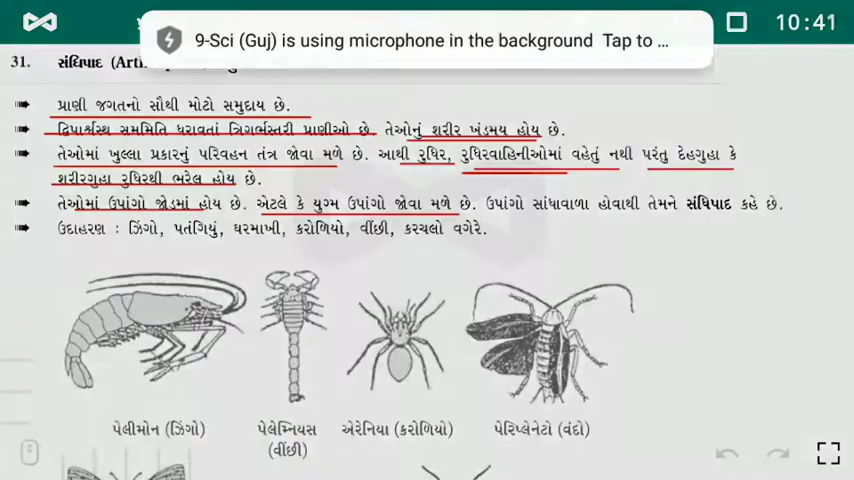 10:41
9-Sci (Guj) is using microphone in the background Tap to ...
31. સંધિપાદ
➠ પ્રાણી જગતનો સૌથી મોટો સમુદાય છે.
➠ દ્વિપાર્શ્વસ્થ સમમિતિ ધરાવતાં ત્રિગર્ભસ્તરી પ્રાણીઓ છે. તેઓનું શરીર ખંડમય હોય છે.
➠ તેઓમાં ખુલ્લા પ્રકારનું પરિવહન તંત્ર જોવા મળે છે. આથી રુધિર, રુધિરવાહિનીઓમાં વહેતું નથી પરંતુ દેહગુહા કે
શરીરગુહા રુધિરથી ભરેલ હોય છે.
➠ તેઓમાં ઉપાંગો જોડમાં હોય છે. એટલે કે યુગ્મ ઉપાંગો જોવા મળે છે. ઉપાંગો સાંધાવાળા હોવાથી તેમને સંધિપાદ કહે છે.
➠ ઉદાહરણ : ઝિંગો, પતંગિયું, ઘરમાખી, કરોળિયો, વીંછી, કરચલો વગેરે.
પેલીમોન (ઝિંગો) પેલેમ્નિયસ એરેનિયા (કરોળિયો) પેરિપ્લેનેટો (વંદો)
(વીંછી)